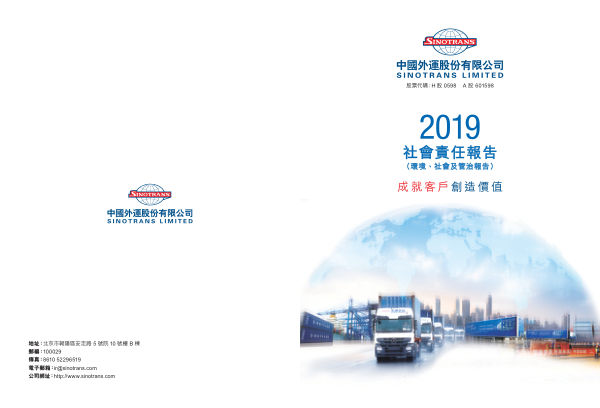 SINOTRANS
中國外運股份有限公司
SINOTRANS LIMITED
地址：北京市朝陽區安定路 5 號院 10 號樓 B 棟
郵編：100029
傳真：8610 52296519
電子郵箱：ir@sinotrans.com
公司網址：http://www.sinotrans.com
SINOTRANS
中國外運股份有限公司
SINOTRANS LIMITED
股票代碼：H 股 0598 A 股 601598
2019
社會責任報告
（環境、社會及管治報告）
成就客戶創造價值